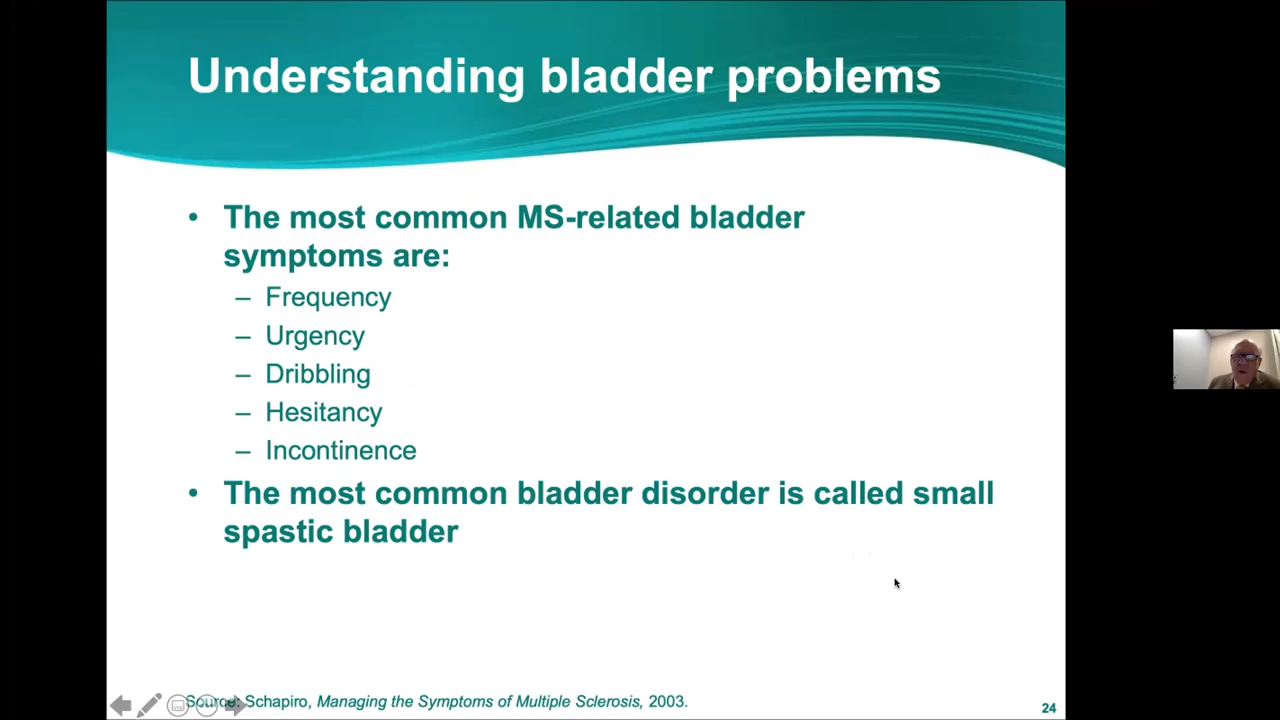 Understanding bladder problems
• The most common MS-related bladder
symptoms are:
– Frequency
– Urgency
– Dribbling
– Hesitancy
– Incontinence
• The most common bladder disorder is called small
spastic bladder
Source: Schapiro, Managing the Symptoms of Multiple Sclerosis, 2003.
24